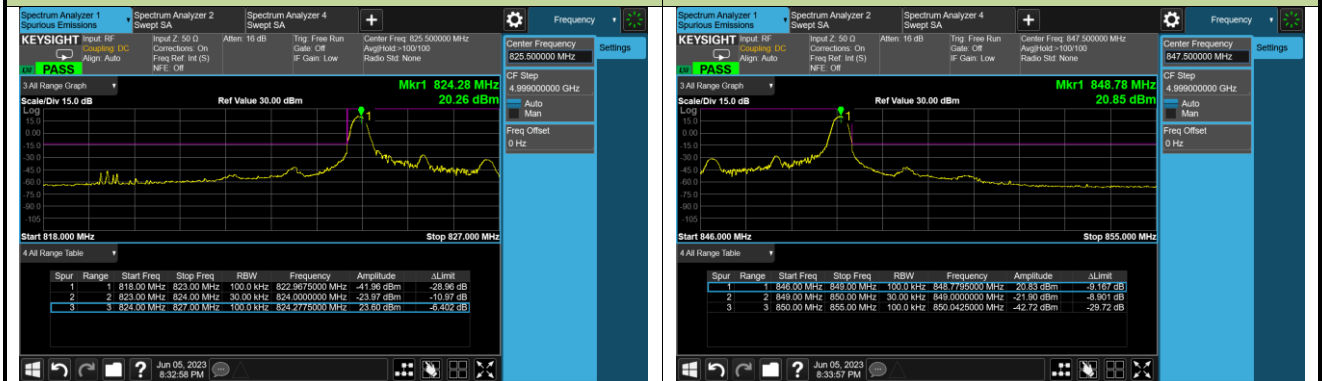 Spectrum Analyzer 1
Spurious Emissions
Spectrum Analyzer 2
Swept SA
Spectrum Analyzer 4
Swept SA
+
Frequency
KEYSIGHT
Input: RF
Coupling: DC
Align: Auto
Input Z: 50 Ω
Corrections: On
Freq Ref: Int (S)
NFE: Off
Atten: 16 dB
Trig: Free Run
Gate: Off
IF Gain: Low
Center Freq: 825.500000 MHz
Avg|Hold:>100/100
Radio Std: None
PASS
Center Frequency
825.500000 MHz
Settings
CF Step
4.999000000 GHz
Auto
Man
Freq Offset
0 Hz
3 All Range Graph
Mkr1 824.28 MHz
Scale/Div 15.0 dB
Ref Value 30.00 dBm
20.26 dBm
Log
15.0
0.00
-15.0
-30.0
-45.0
-60.0
-75.0
-90.0
-105
1
Start 818.000 MHz
Stop 827.000 MHz
4 All Range Table
Spur Range Start Freq Stop Freq RBW Frequency Amplitude ΔLimit
1 1 818.00 MHz 823.00 MHz 100.0 kHz 822.9675000 MHz -41.96 dBm -28.96 dB
2 2 823.00 MHz 824.00 MHz 30.00 kHz 824.0000000 MHz -23.97 dBm -10.97 dB
3 3 824.00 MHz 827.00 MHz 100.0 kHz 824.2775000 MHz 23.60 dBm -6.402 dB
?
Jun 05, 2023
8:32:58 PM
Spectrum Analyzer 1
Spurious Emissions
Spectrum Analyzer 2
Swept SA
Spectrum Analyzer 4
Swept SA
+
Frequency
KEYSIGHT
Input: RF
Coupling: DC
Align: Auto
Input Z: 50 Ω
Corrections: On
Freq Ref: Int (S)
NFE: Off
Atten: 16 dB
Trig: Free Run
Gate: Off
IF Gain: Low
Center Freq: 847.500000 MHz
Avg|Hold:>100/100
Radio Std: None
PASS
Center Frequency
847.500000 MHz
Settings
CF Step
4.999000000 GHz
Auto
Man
Freq Offset
0 Hz
3 All Range Graph
Mkr1 848.78 MHz
Scale/Div 15.0 dB
Ref Value 30.00 dBm
20.85 dBm
Log
15.0
0.00
-15.0
-30.0
-45.0
-60.0
-75.0
-90.0
-105
1
Start 846.000 MHz
Stop 855.000 MHz
4 All Range Table
Spur Range Start Freq Stop Freq RBW Frequency Amplitude ΔLimit
1 1 846.00 MHz 849.00 MHz 100.0 kHz 848.7795000 MHz 20.83 dBm -9.167 dB
2 2 849.00 MHz 850.00 MHz 30.00 kHz 849.0000000 MHz -21.90 dBm -8.901 dB
3 3 850.00 MHz 855.00 MHz 100.0 kHz 850.0425000 MHz -42.72 dBm -29.72 dB
?
Jun 05, 2023
8:33:57 PM